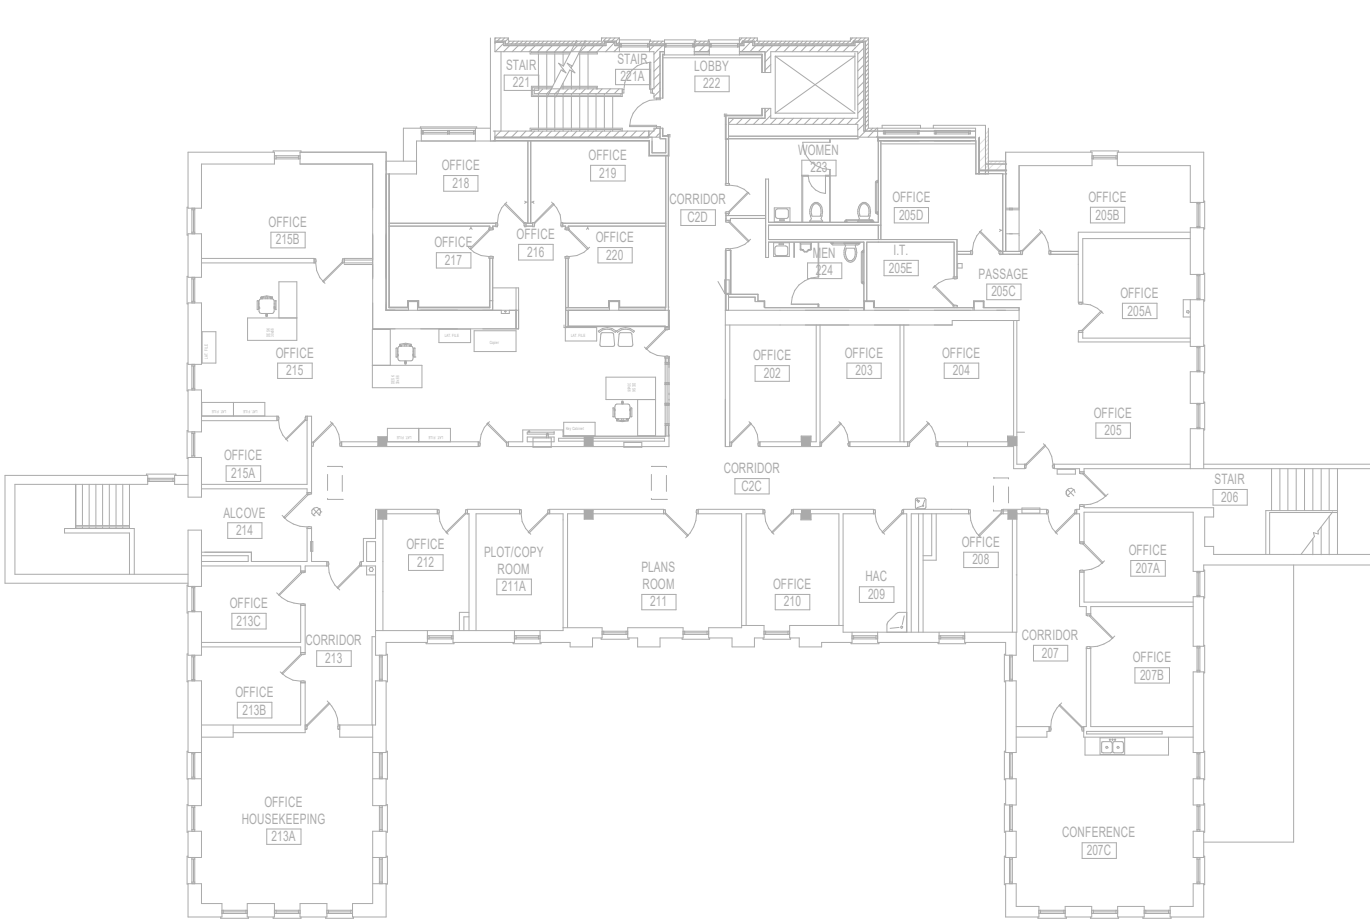 STAIR
221
STAIR
221A
LOBBY
222
OFFICE
218
OFFICE
219
WOMEN
223
OFFICE
215B
OFFICE
217
OFFICE
216
OFFICE
220
CORRIDOR
C2D
OFFICE
205D
OFFICE
205B
MEN
224
I.T.
205E
PASSAGE
205C
OFFICE
205A
OFFICE
215
OFFICE
202
OFFICE
203
OFFICE
204
OFFICE
205
OFFICE
215A
CORRIDOR
C2C
STAIR
206
ALCOVE
214
OFFICE
212
PLOT/COPY
ROOM
211A
PLANS
ROOM
211
OFFICE
210
HAC
209
OFFICE
208
OFFICE
207A
OFFICE
213C
CORRIDOR
213
CORRIDOR
207
OFFICE
207B
OFFICE
213B
OFFICE
HOUSEKEEPING
213A
CONFERENCE
207C